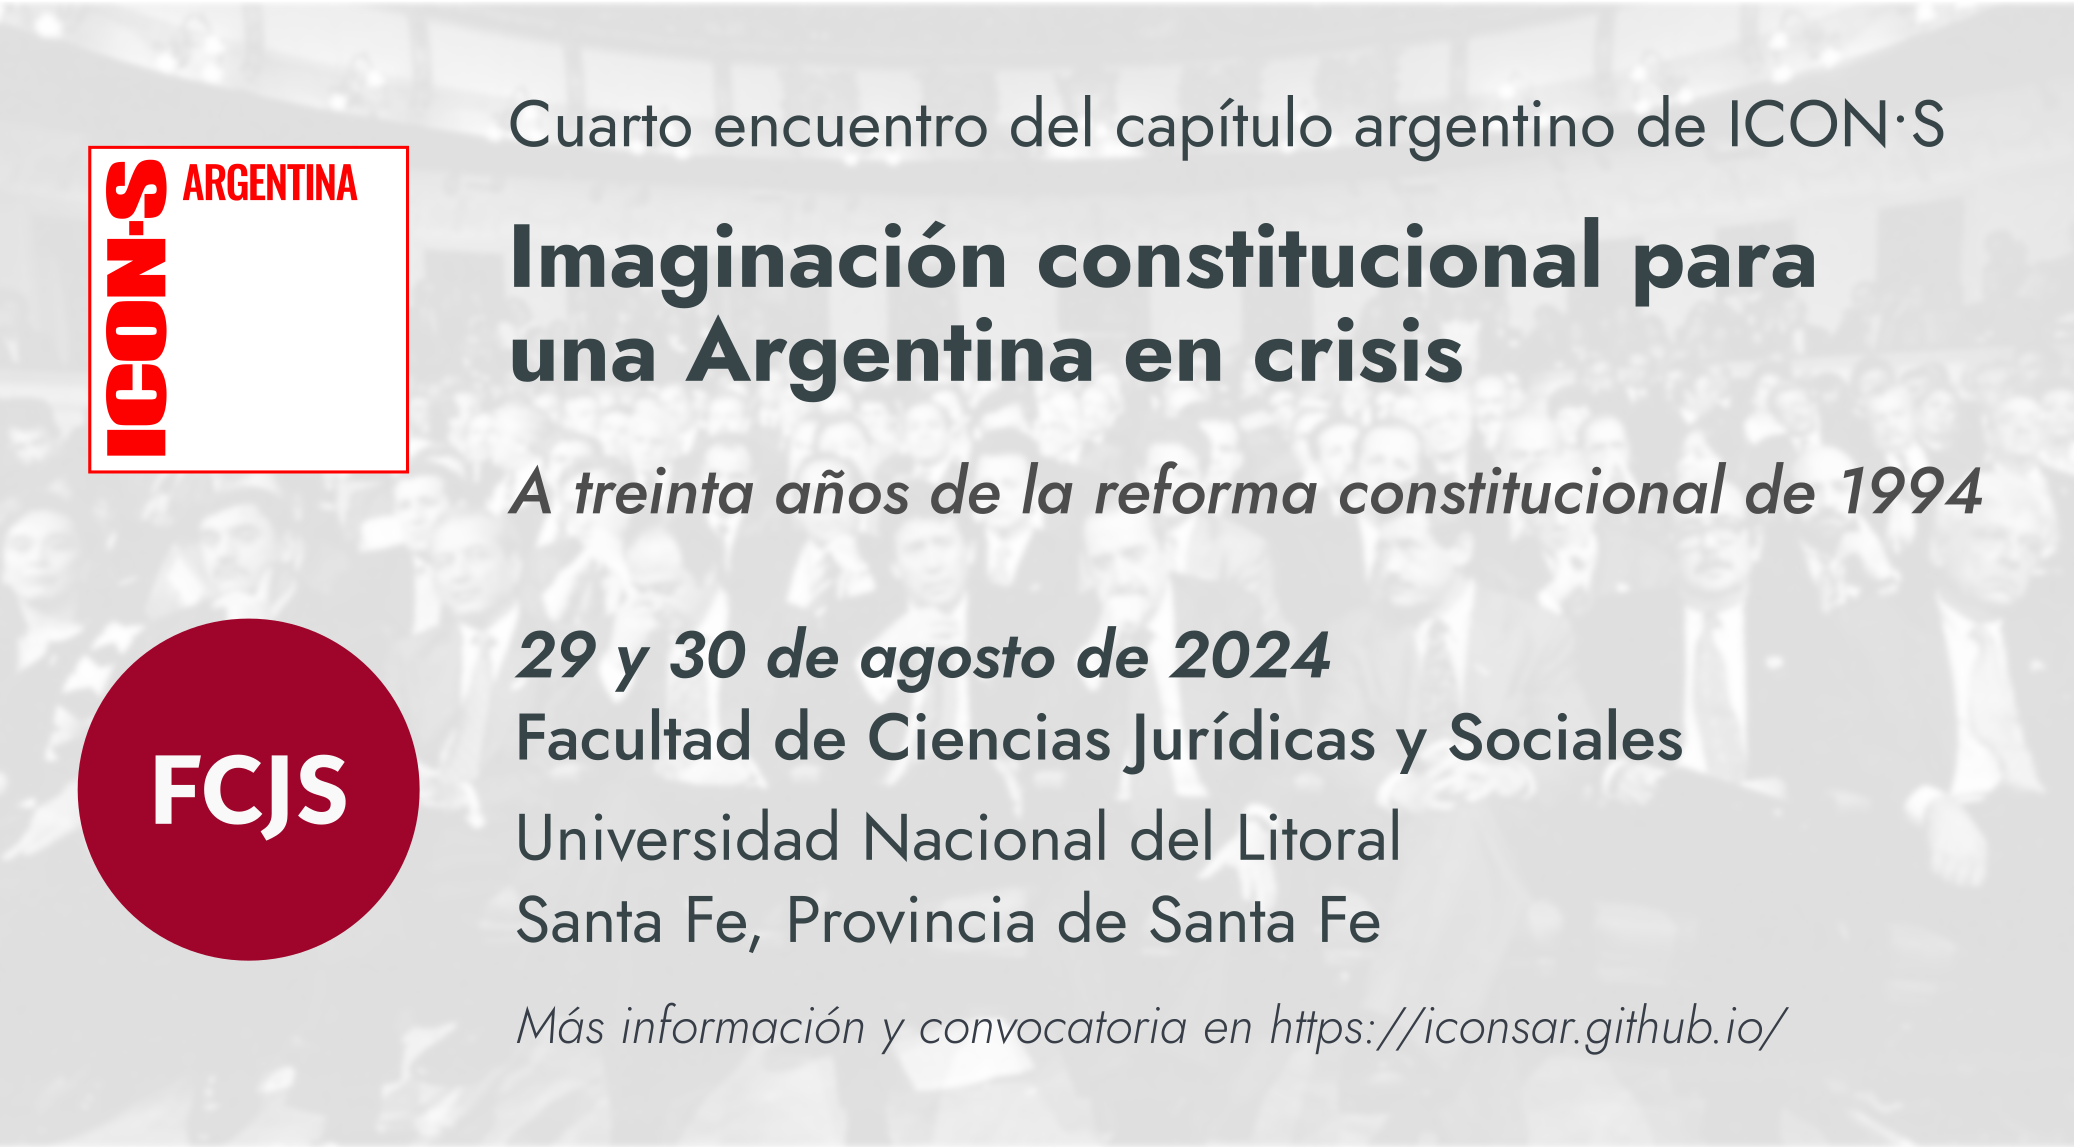 ICON·S
ARGENTINA
Cuarto encuentro del capítulo argentino de ICON·S
Imaginación constitucional para
una Argentina en crisis
A treinta años de la reforma constitucional de 1994
FCJS
29 y 30 de agosto de 2024
Facultad de Ciencias Jurídicas y Sociales
Universidad Nacional del Litoral
Santa Fe, Provincia de Santa Fe
Más información y convocatoria en https://iconsar.github.io/